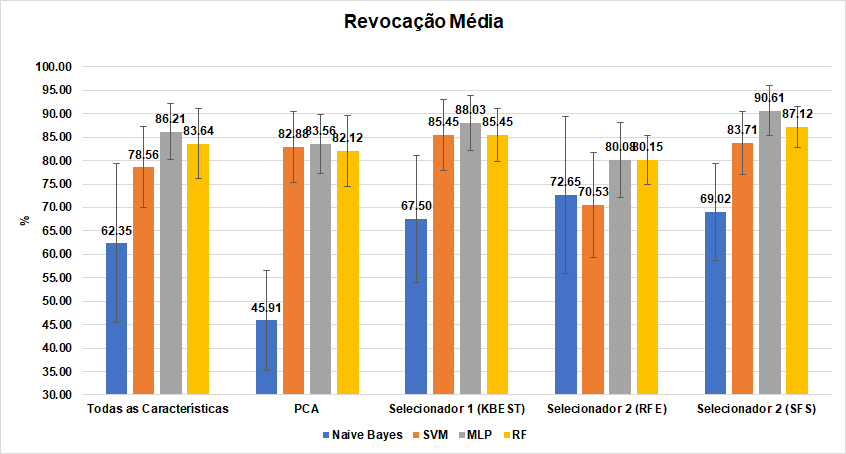 Revocação Média
100.00
95.00
90.00
85.00
80.00
75.00
70.00
65.00
60.00
55.00
50.00
45.00
40.00
35.00
30.00
%
62.35 78.56 86.21 83.64
45.91 82.88 83.56 82.12
67.50 85.45 88.03 85.45
72.65 70.53 80.08 80.15
69.02 83.71 90.61 87.12
Todas as Características PCA Selecionador 1 (KBEST) Selecionador 2 (RFE) Selecionador 2 (SFS)
Naive Bayes SVM MLP RF